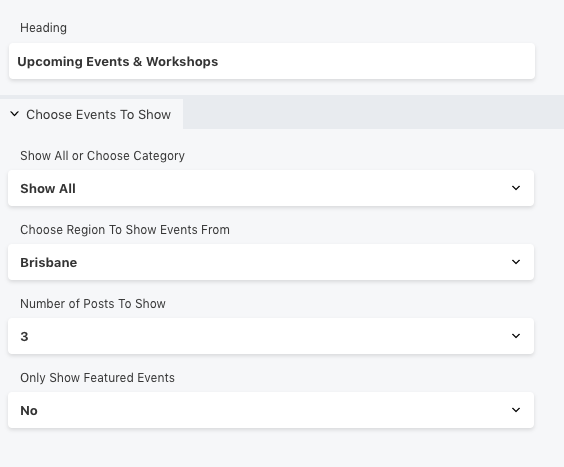 Heading
Upcoming Events & Workshops
Choose Events To Show
Show All or Choose Category
Show All
Choose Region To Show Events From
Brisbane
Number of Posts To Show
3
Only Show Featured Events
No